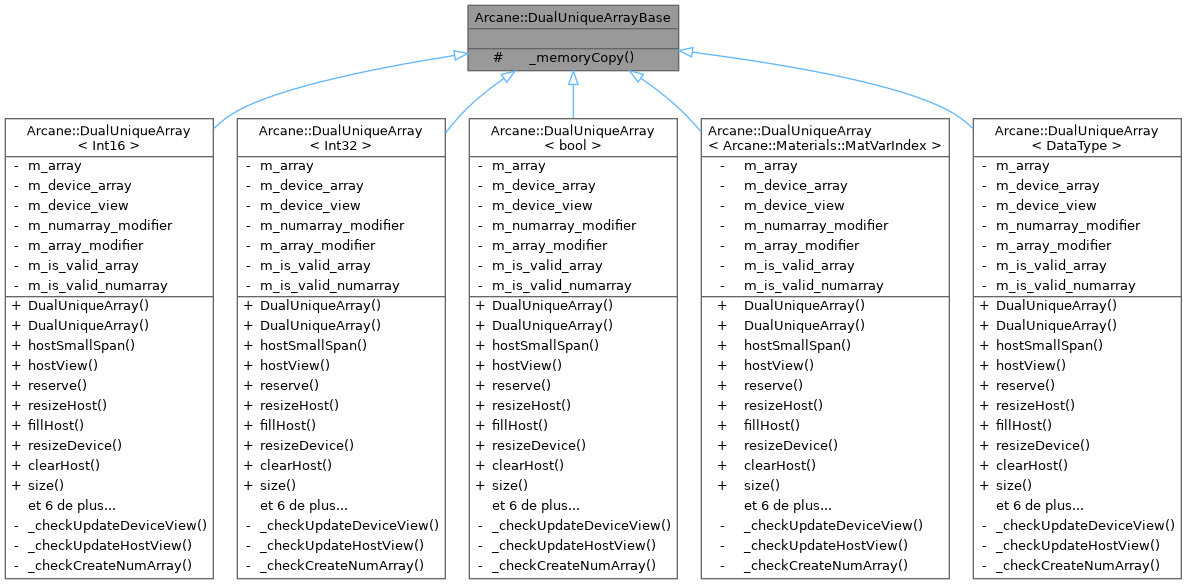 Arcane::DualUniqueArrayBase
# _memoryCopy()
Arcane::DualUniqueArray
< Int16 >
- m_array
- m_device_array
- m_device_view
- m_numarray_modifier
- m_array_modifier
- m_is_valid_array
- m_is_valid_numarray
+ DualUniqueArray()
+ DualUniqueArray()
+ hostSmallSpan()
+ hostView()
+ reserve()
+ resizeHost()
+ fillHost()
+ resizeDevice()
+ clearHost()
+ size()
et 6 de plus...
- _checkUpdateDeviceView()
- _checkUpdateHostView()
- _checkCreateNumArray()
Arcane::DualUniqueArray
< Int32 >
- m_array
- m_device_array
- m_device_view
- m_numarray_modifier
- m_array_modifier
- m_is_valid_array
- m_is_valid_numarray
+ DualUniqueArray()
+ DualUniqueArray()
+ hostSmallSpan()
+ hostView()
+ reserve()
+ resizeHost()
+ fillHost()
+ resizeDevice()
+ clearHost()
+ size()
et 6 de plus...
- _checkUpdateDeviceView()
- _checkUpdateHostView()
- _checkCreateNumArray()
Arcane::DualUniqueArray
< bool >
- m_array
- m_device_array
- m_device_view
- m_numarray_modifier
- m_array_modifier
- m_is_valid_array
- m_is_valid_numarray
+ DualUniqueArray()
+ DualUniqueArray()
+ hostSmallSpan()
+ hostView()
+ reserve()
+ resizeHost()
+ fillHost()
+ resizeDevice()
+ clearHost()
+ size()
et 6 de plus...
- _checkUpdateDeviceView()
- _checkUpdateHostView()
- _checkCreateNumArray()
Arcane::DualUniqueArray
< Arcane::Materials::MatVarIndex >
- m_array
- m_device_array
- m_device_view
- m_numarray_modifier
- m_array_modifier
- m_is_valid_array
- m_is_valid_numarray
+ DualUniqueArray()
+ DualUniqueArray()
+ hostSmallSpan()
+ hostView()
+ reserve()
+ resizeHost()
+ fillHost()
+ resizeDevice()
+ clearHost()
+ size()
et 6 de plus...
- _checkUpdateDeviceView()
- _checkUpdateHostView()
- _checkCreateNumArray()
Arcane::DualUniqueArray
< DataType >
- m_array
- m_device_array
- m_device_view
- m_numarray_modifier
- m_array_modifier
- m_is_valid_array
- m_is_valid_numarray
+ DualUniqueArray()
+ DualUniqueArray()
+ hostSmallSpan()
+ hostView()
+ reserve()
+ resizeHost()
+ fillHost()
+ resizeDevice()
+ clearHost()
+ size()
et 6 de plus...
- _checkUpdateDeviceView()
- _checkUpdateHostView()
- _checkCreateNumArray()